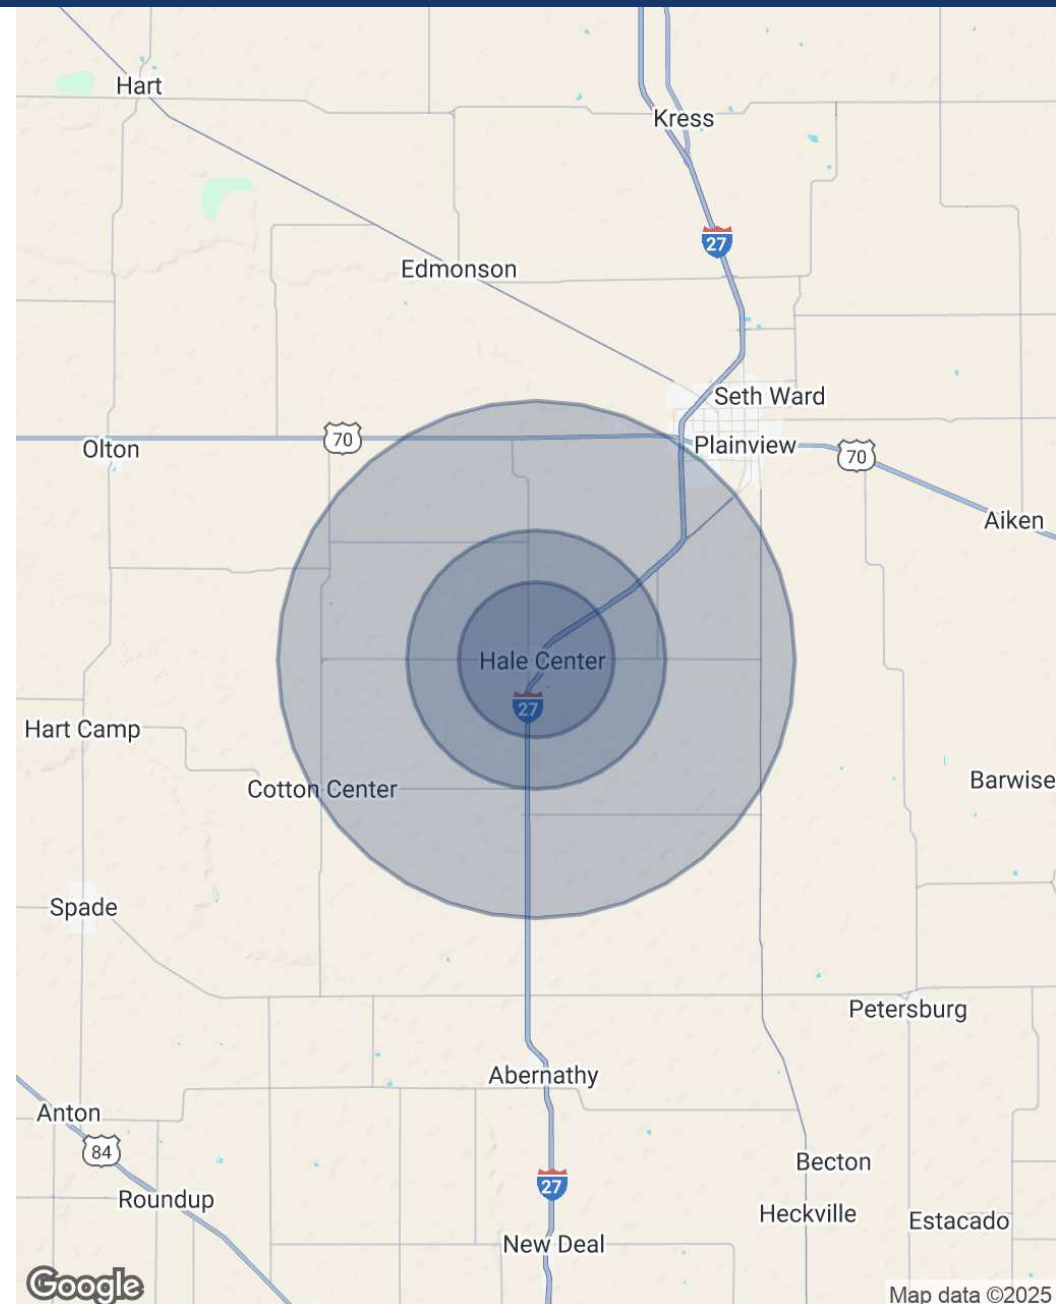 Hart
Kress
27
Edmonson
Seth Ward
70
Olton
Plainview
70
Aiken
Hale Center
27
Hart Camp
Cotton Center
Barwise
Spade
Petersburg
Abernathy
Anton
84
Becton
27
Roundup
Heckville
Estacado
New Deal
Google
Map data ©2025